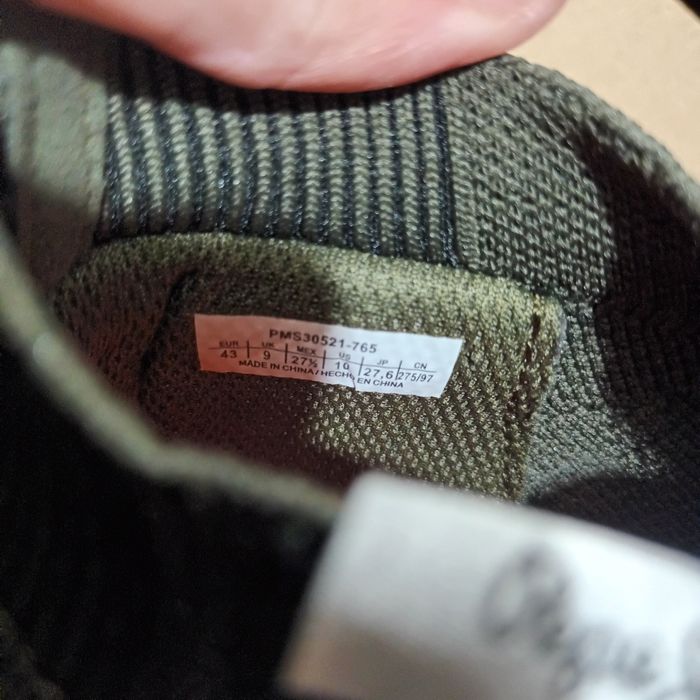 PMS30521-765
EUR UK MEX US JP CN
43 9 27½ 10 27,6 275/97
MADE IN CHINA/HECHO EN CHINA